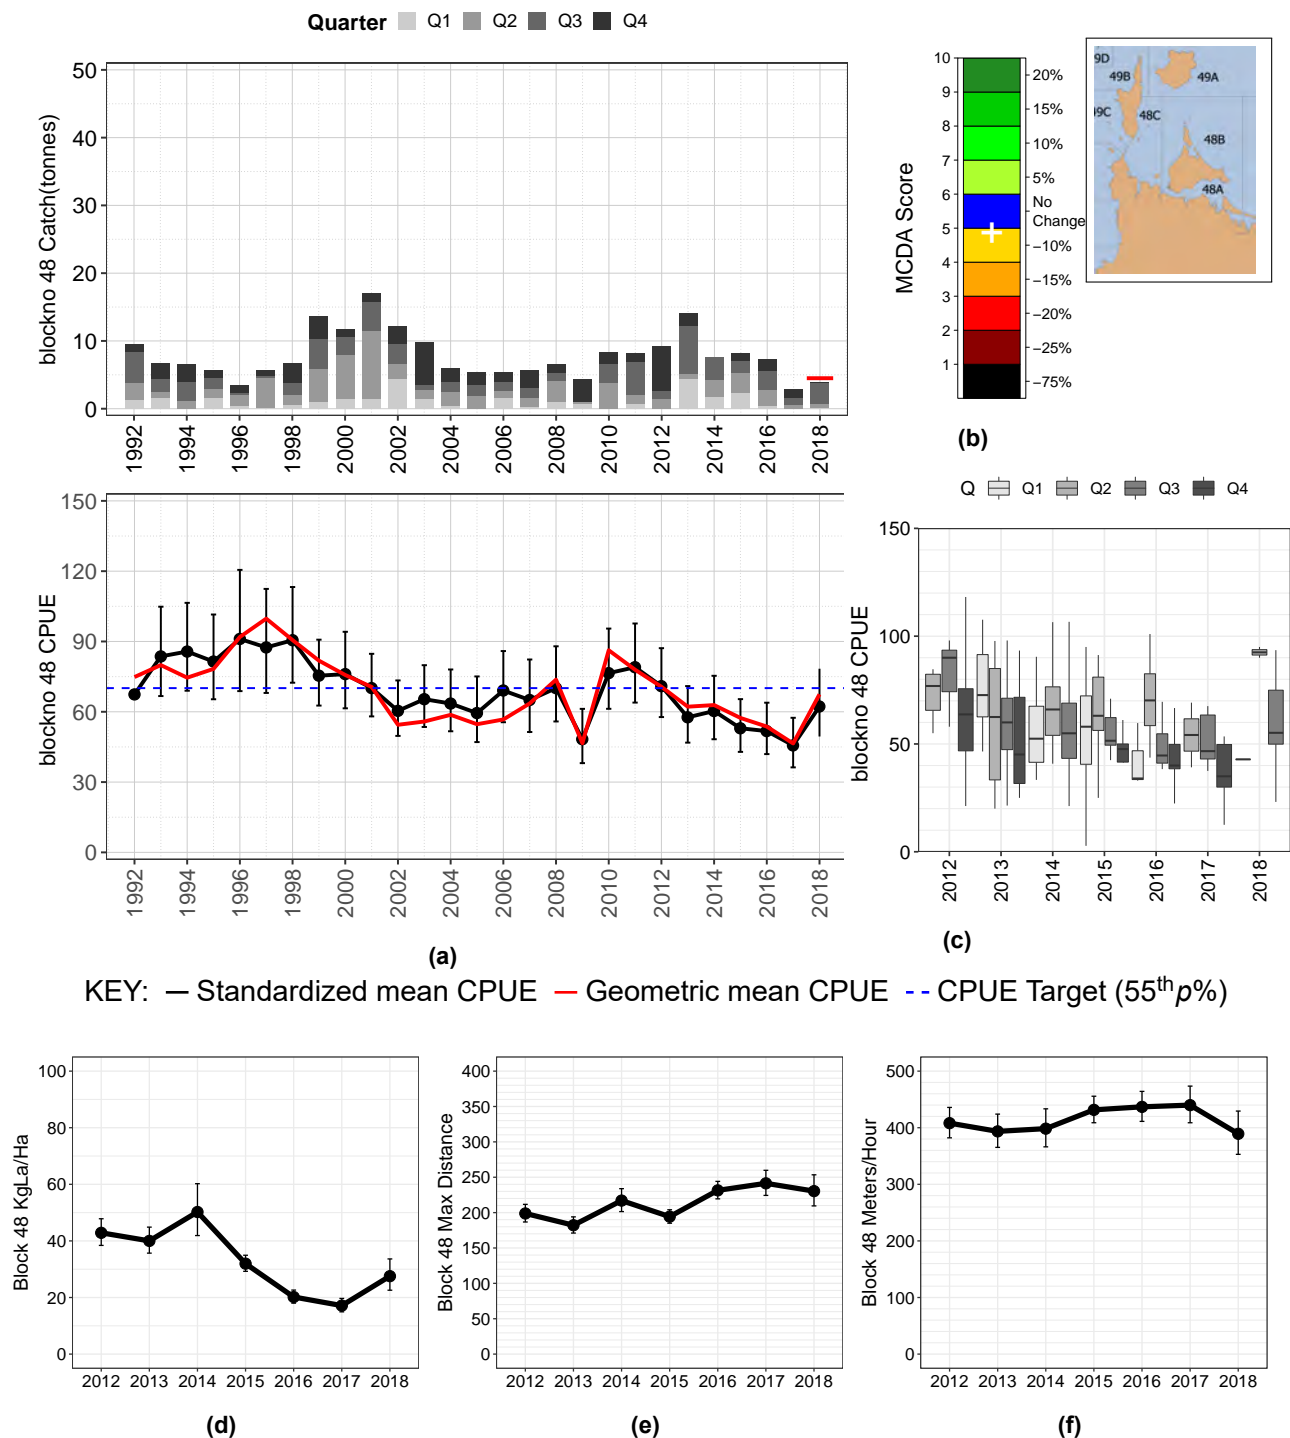 Quarter Q1 Q2 Q3 Q4
blockno 48 Catch(tonnes)
50
40
30
20
10
0
1992 1994 1996 1998 2000 2002 2004 2006 2008 2010 2012 2014 2016 2018
MCDA Score
10
9
8
7
6
5
4
3
2
1
20%
15%
10%
5%
No
Change
−10%
−15%
−20%
−25%
−75%
(b)
9D
49B
49A
9C
48C
48B
48A
blockno 48 CPUE
150
120
90
60
30
0
1992 1994 1996 1998 2000 2002 2004 2006 2008 2010 2012 2014 2016 2018
(a)
Q Q1 Q2 Q3 Q4
blockno 48 CPUE
150
100
50
0
2012 2013 2014 2015 2016 2017 2018
(c)
KEY: Standardized mean CPUE Geometric mean CPUE CPUE Target (55th p%)
Block 48 KgLa/Ha
100
80
60
40
20
0
2012 2013 2014 2015 2016 2017 2018
(d)
Block 48 Max Distance
400
350
300
250
200
150
100
50
0
2012 2013 2014 2015 2016 2017 2018
(e)
Block 48 Meters/Hour
500
400
300
200
100
0
2012 2013 2014 2015 2016 2017 2018
(f)